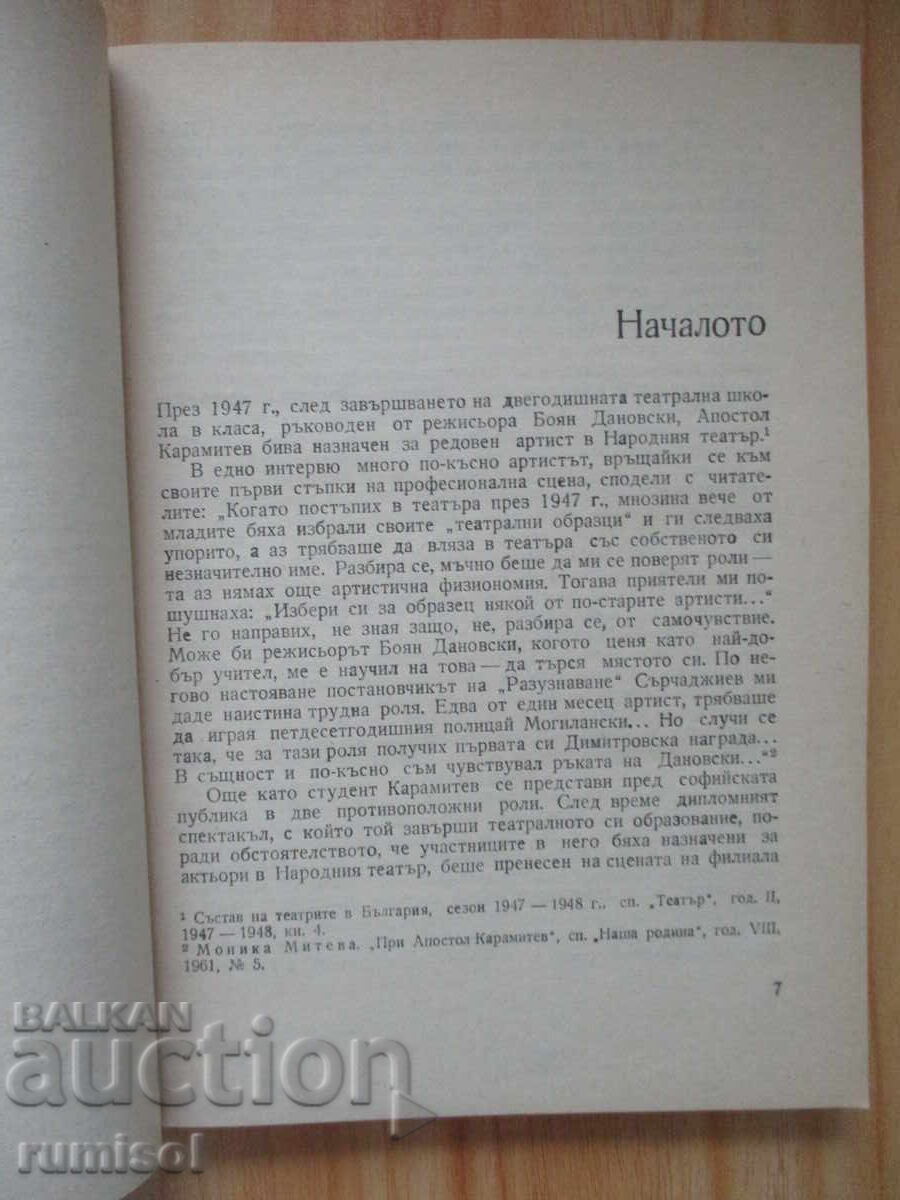 Началото
През 1947 г., след завършването на двегодишната театрална шко-
ла в класа, ръководен от режисьора Боян Дановски, Апостол
Карамитев бива назначен за редовен артист в Народния театър.¹
В едно интервю много по-късно артистът, връщайки се към
своите първи стъпки на професионална сцена, сподели с читате-
лите: „Когато постъпих в театъра през 1947 г., мнозина вече от
младите бяха избрали своите „театрални образци“ и ги следваха
упорито, а аз трябваше да вляза в театъра със собственото си
незначително име. Разбира се, мъчно беше да ми се поверят роли —
та аз нямах още артистична физиономия. Тогава приятели ми по-
шушнаха: „Избери си за образец някой от по-старите артисти...“
Не го направих, не зная защо, не, разбира се, от самочувствие.
Може би режисьорът Боян Дановски, когото ценя като най-до-
бър учител, ме е научил на това — да търся мястото си. По не-
гово настояване постановчикът на „Разузнаване“ Сърчаджиев ми
даде наистина трудна роля. Едва от един месец артист, трябваше
да играя петдесетгодишния полицай Могилански... Но случи се
така, че за тази роля получих първата си Димитровска награда...
В същност и по-късно съм чувствувал ръката на Дановски...“²
Още като студент Карамитев се представи пред софийската
публика в две противоположни роли. След време дипломният
спектакъл, с който той завърши театралното си образование, по-
ради обстоятелството, че участниците в него бяха назначени за
актьори в Народния театър, беше пренесен на сцената на филиала
¹ Състав на театрите в България, сезон 1947 — 1948 г., сп. „Театър“, год. II,
1947 — 1948, кн. 4.
² Моника Митева. „При Апостол Карамитев“, сп. „Наша родина“, год. VIII,
1961, № 5.
7
BALKAN
auction
rumisol